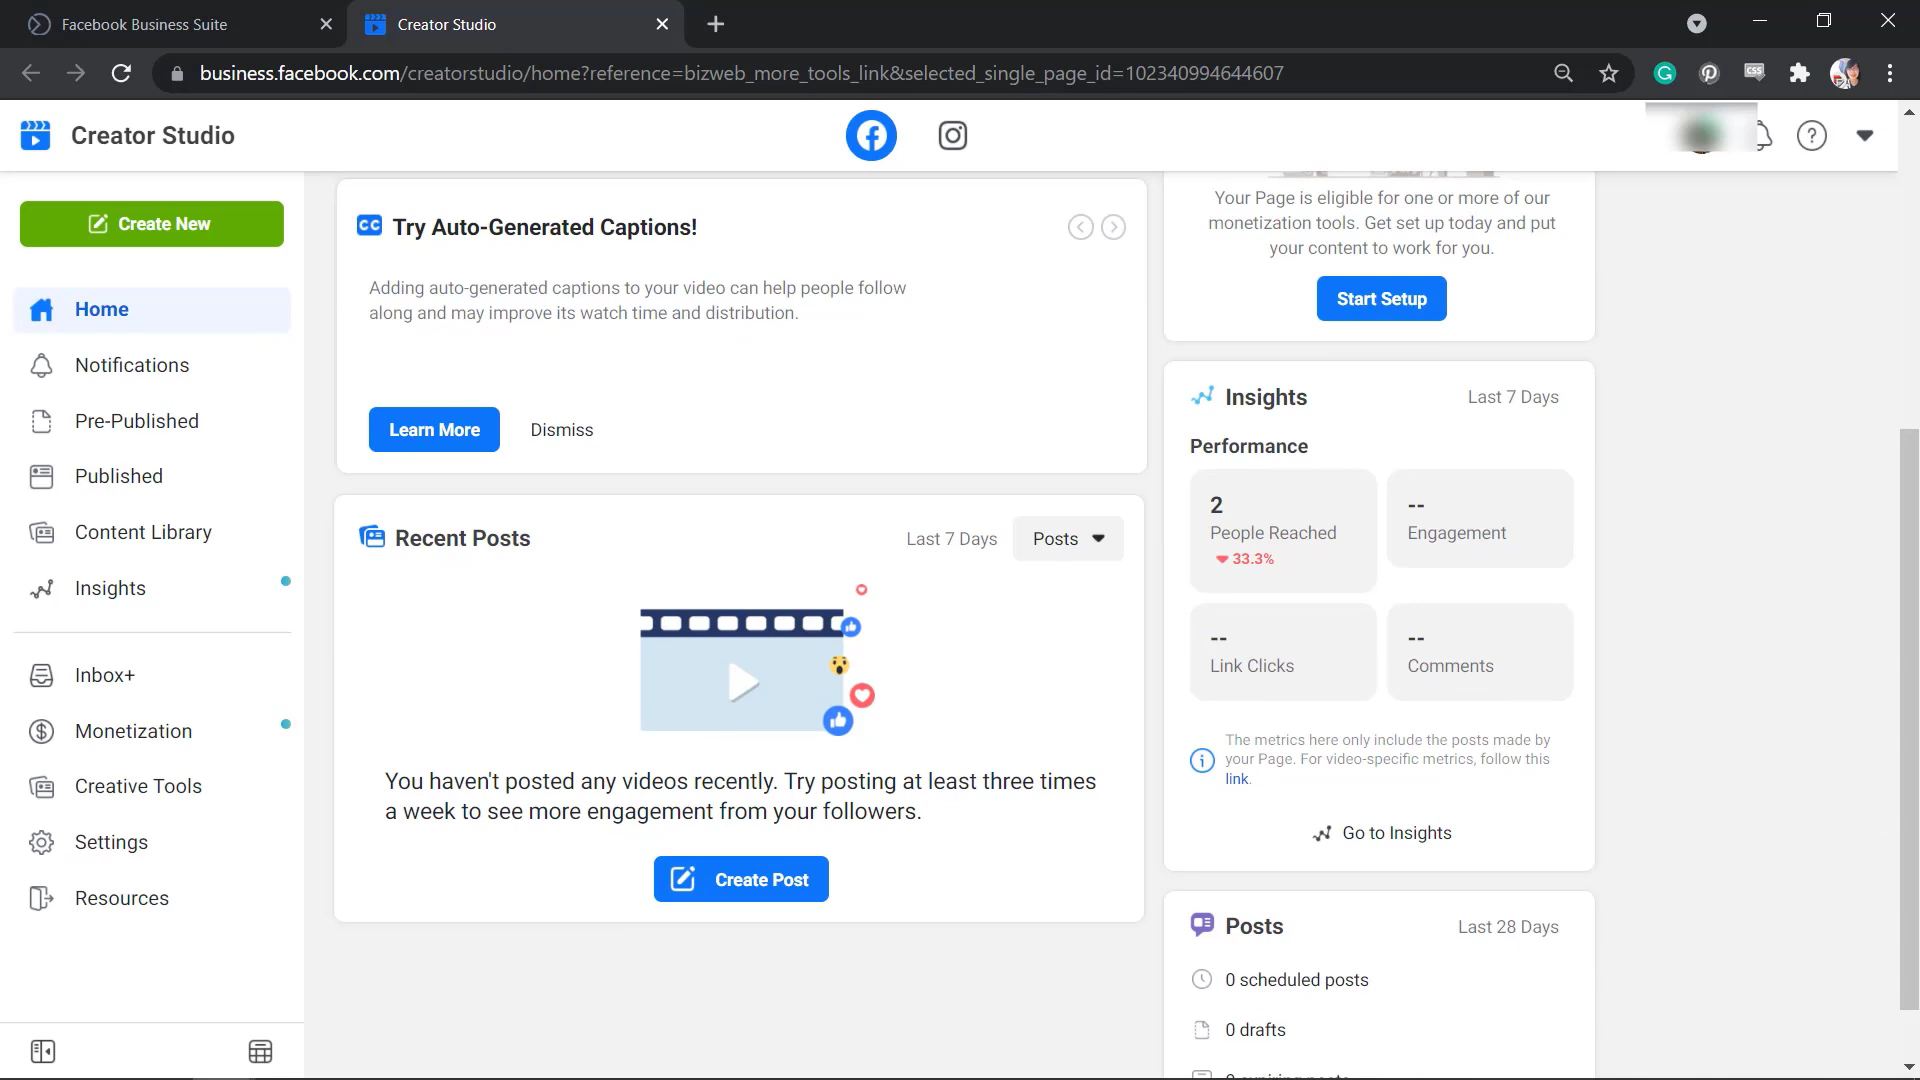 Facebook Business Suite
Creator Studio
business.facebook.com/creatorstudio/home?reference=bizweb_more_tools_link&selected_single_page_id=102340994644607
Creator Studio
Create New
Home
Notifications
Pre-Published
Published
Content Library
Insights
Inbox+
Monetization
Creative Tools
Settings
Resources
CC Try Auto-Generated Captions!
Adding auto-generated captions to your video can help people follow
along and may improve its watch time and distribution.
Learn More Dismiss
Recent Posts Last 7 Days Posts
You haven't posted any videos recently. Try posting at least three times
a week to see more engagement from your followers.
Create Post
Your Page is eligible for one or more of our
monetization tools. Get set up today and put
your content to work for you.
Start Setup
Insights Last 7 Days
Performance
2 --
People Reached Engagement
33.3%
-- --
Link Clicks Comments
The metrics here only include the posts made by
your Page. For video-specific metrics, follow this
link.
Go to Insights
Posts Last 28 Days
0 scheduled posts
0 drafts